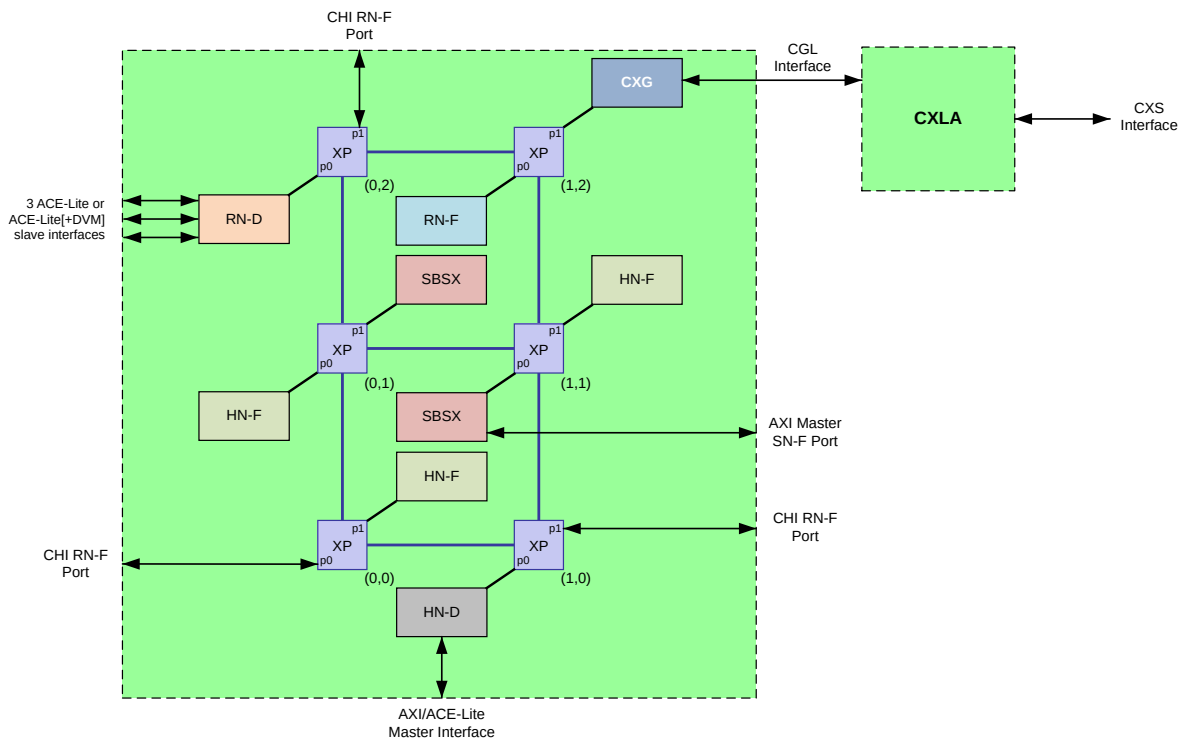 CHI RN-F
Port
CGL
Interface
CXG
CXLA
CXS
Interface
p1
XP
p0
(0,2)
p1
XP
p0
(1,2)
3 ACE-Lite or
ACE-Lite[+DVM]
slave interfaces
RN-D
RN-F
SBSX
HN-F
p1
XP
p0
(0,1)
p1
XP
p0
(1,1)
HN-F
SBSX
AXI Master
SN-F Port
HN-F
CHI RN-F
Port
p1
XP
p0
(0,0)
p1
XP
p0
(1,0)
CHI RN-F
Port
HN-D
AXI/ACE-Lite
Master Interface